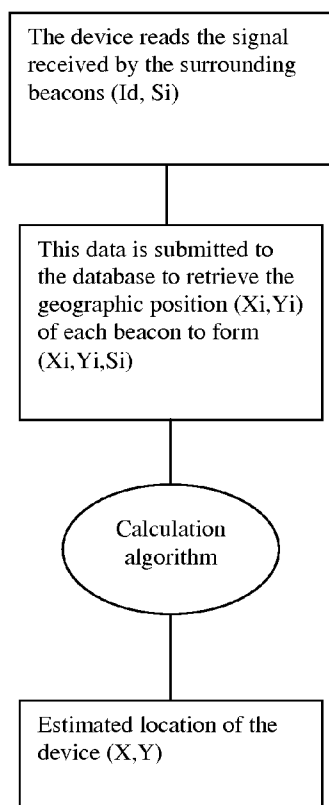 The device reads the signal
received by the surrounding
beacons (Id, Si)
This data is submitted to
the database to retrieve the
geographic position (Xi,Yi)
of each beacon to form
(Xi,Yi,Si)
Calculation
algorithm
Estimated location of the
device (X,Y)